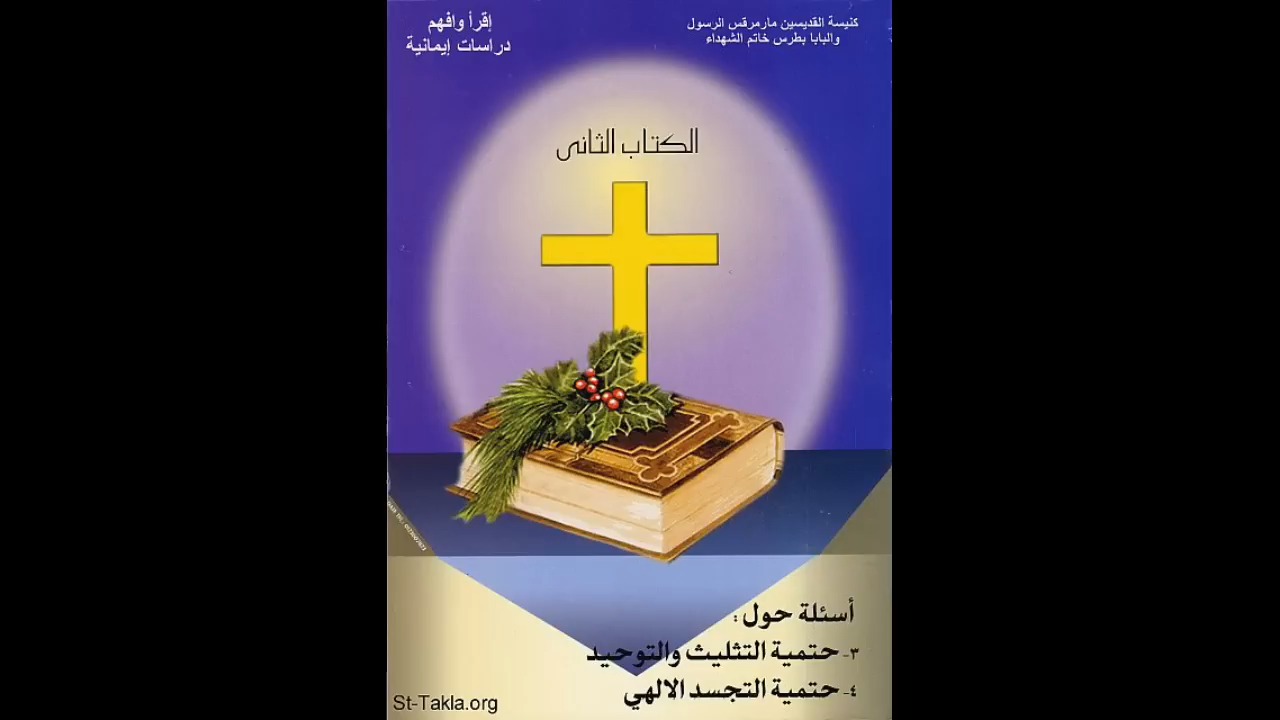 كنيسة القديسين مارمرقس الرسول
والبابا بطرس خاتم الشهداء
إقرأ وافهم
دراسات إيمانية
الكتاب الثانى
أسئلة حول :
٣- حتمية التثليث والتوحيد
٤- حتمية التجسد الالهي
St-Takla.org